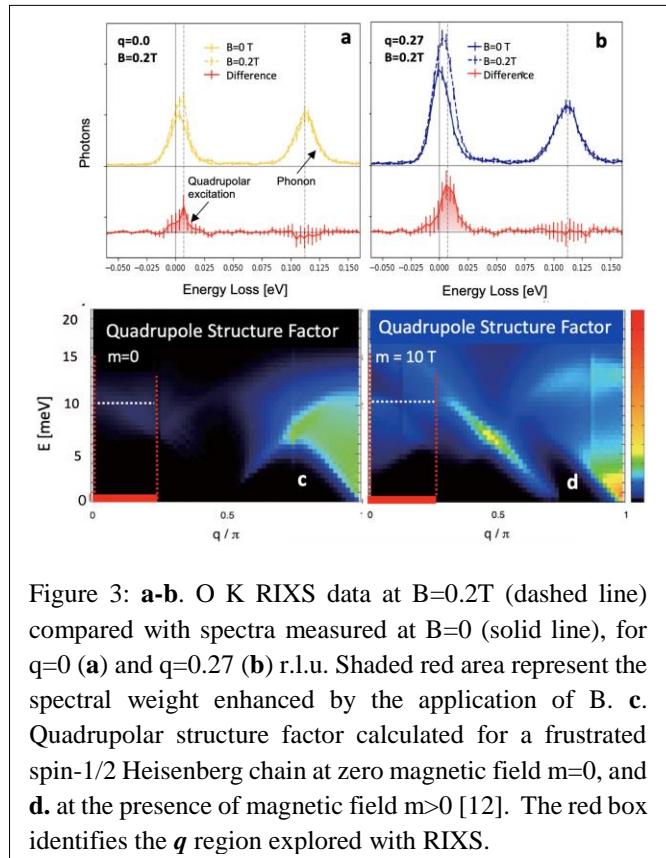 q=0.0
B=0.2T
B=0 T
B=0.2T
Difference
a
Photons
Quadrupolar
excitation
Phonon
−0.050 −0.025 0.000 0.025 0.050 0.075 0.100 0.125 0.150
Energy Loss [eV]
q=0.27
B=0.2T
B=0 T
B=0.2T
Difference
b
−0.050 −0.025 0.000 0.025 0.050 0.075 0.100 0.125 0.150
Energy Loss [eV]
Quadrupole Structure Factor
m=0
20
15
10
5
0
E [meV]
c
0 0.5 1
q / π
Quadrupole Structure Factor
m = 10 T
d
0 0.5 1
q / π
Figure 3: a-b. O K RIXS data at B=0.2T (dashed line)
compared with spectra measured at B=0 (solid line), for
q=0 (a) and q=0.27 (b) r.l.u. Shaded red area represent the
spectral weight enhanced by the application of B. c.
Quadrupolar structure factor calculated for a frustrated
spin-1/2 Heisenberg chain at zero magnetic field m=0, and
d. at the presence of magnetic field m>0 [12]. The red box
identifies the q region explored with RIXS.